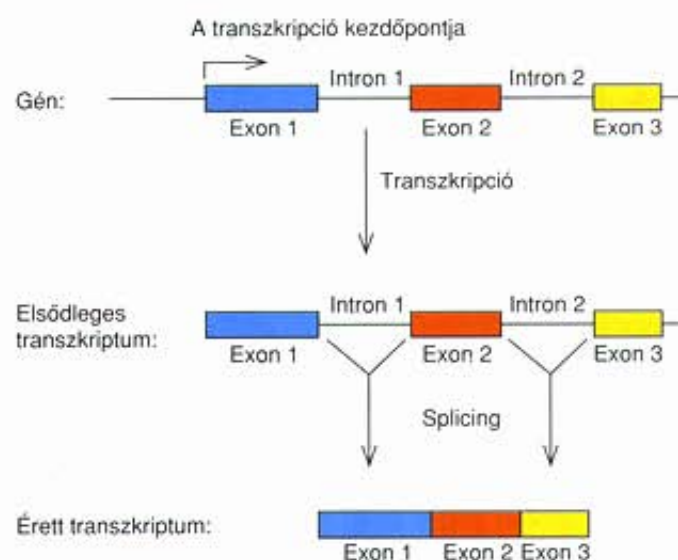 A transzkripció kezdőpontja
Intron 1 Intron 2
Gén:
Exon 1 Exon 2 Exon 3
Transzkripció
Intron 1 Intron 2
Elsődleges
transzkriptum:
Exon 1 Exon 2 Exon 3
Splicing
Érett transzkriptum:
Exon 1 Exon 2 Exon 3